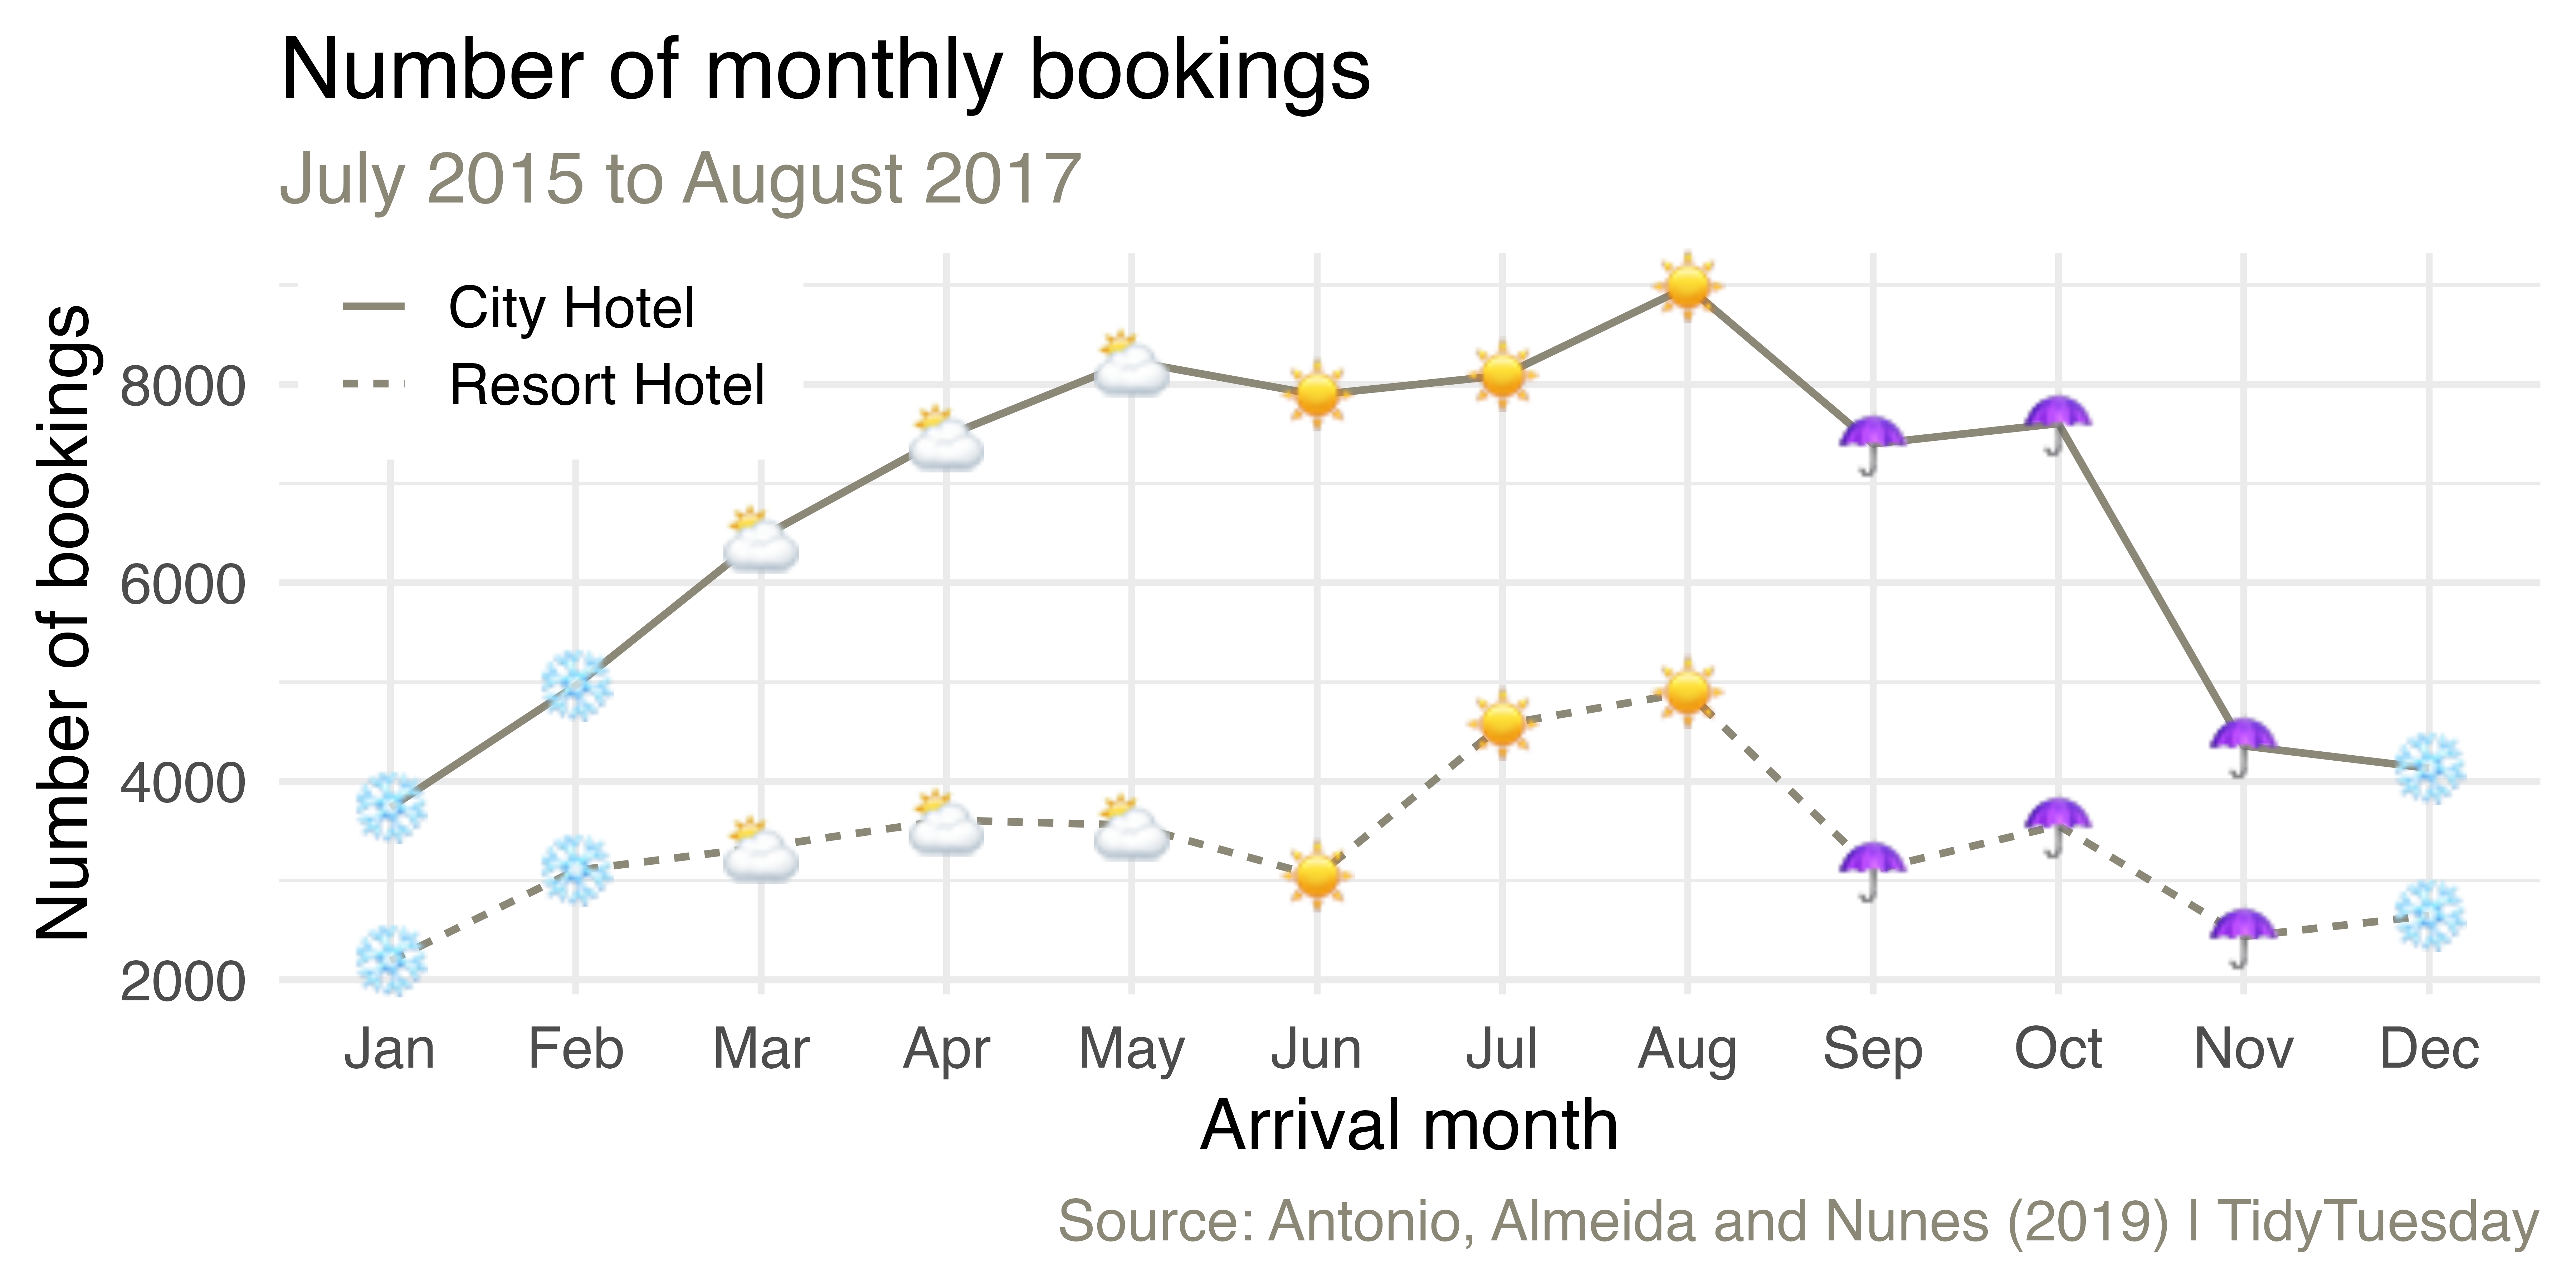 Number of monthly bookings
July 2015 to August 2017
City Hotel
Resort Hotel
Number of bookings
8000
6000
4000
2000
Jan Feb Mar Apr May Jun Jul Aug Sep Oct Nov Dec
Arrival month
Source: Antonio, Almeida and Nunes (2019) | TidyTuesday